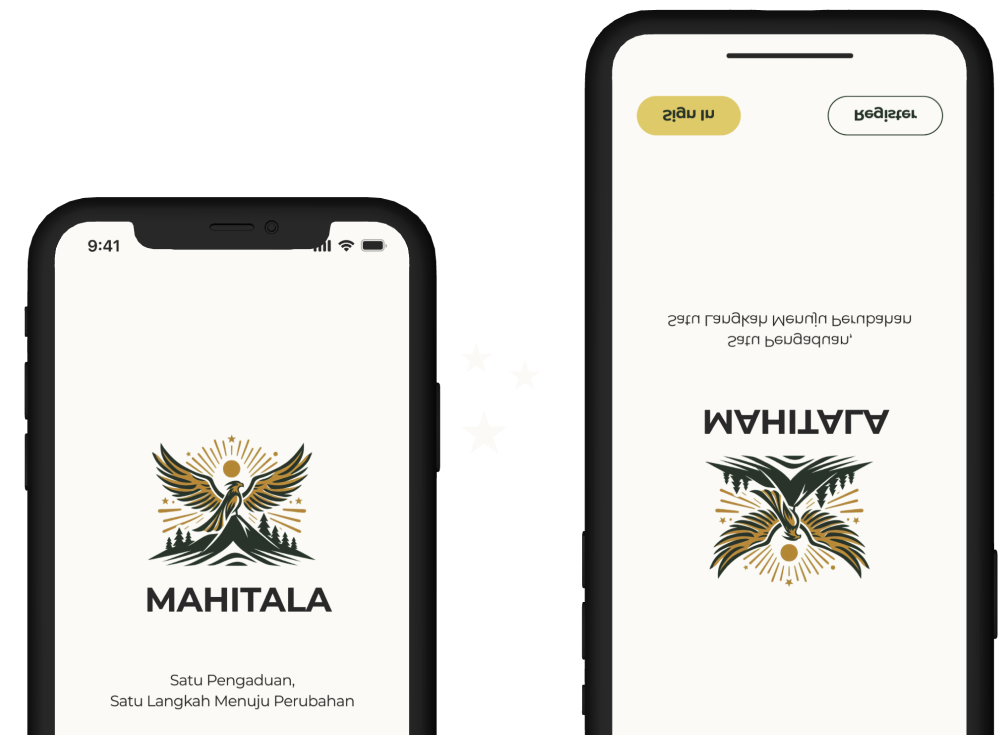 9:41
MAHITALA
Satu Pengaduan,
Satu Langkah Menuju Perubahan
Sign In
Register
Satu Langkah Menuju Perubahan
Satu Pengaduan,
MAHITALA